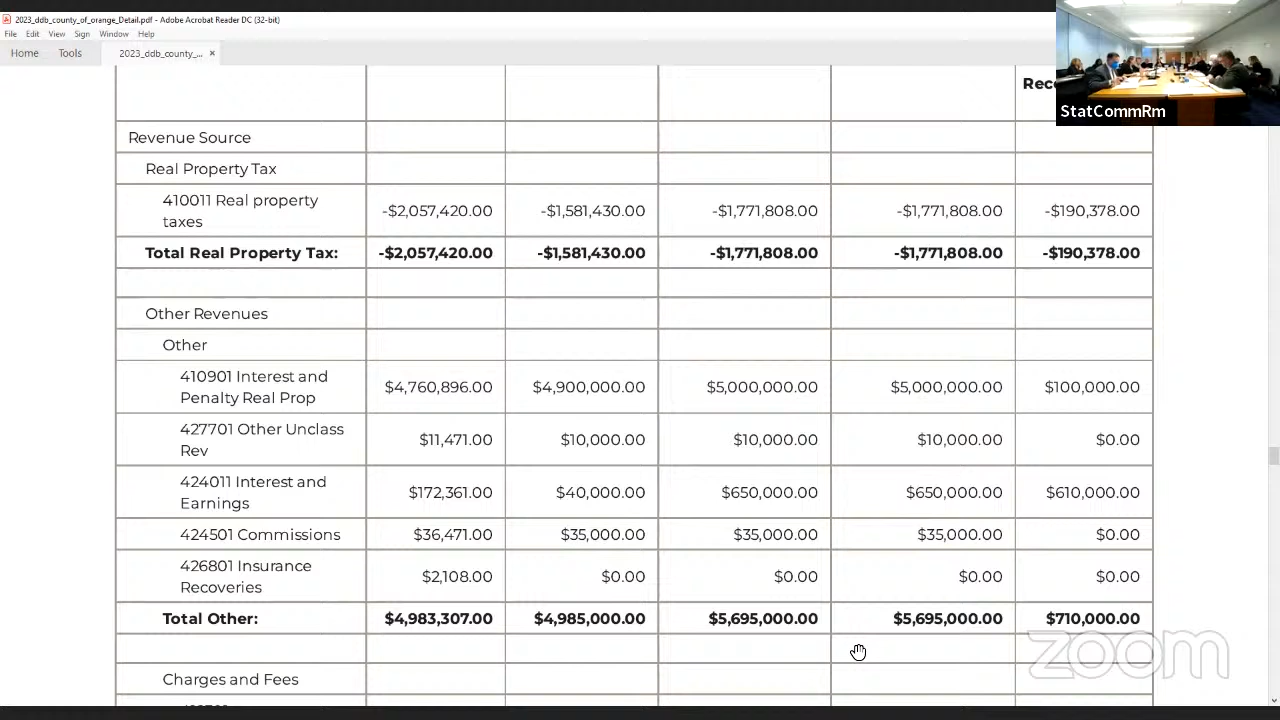 2023_ddb_county_of_orange_Detail.pdf - Adobe Acrobat Reader DC (32-bit)
File Edit View Sign Window Help
Home Tools 2023_ddb_county_... ×
StatCommRm
Revenue Source
Real Property Tax
410011 Real property
taxes
-$2,057,420.00 -$1,581,430.00 -$1,771,808.00 -$1,771,808.00 -$190,378.00
Total Real Property Tax: -$2,057,420.00 -$1,581,430.00 -$1,771,808.00 -$1,771,808.00 -$190,378.00
Other Revenues
Other
410901 Interest and
Penalty Real Prop
$4,760,896.00 $4,900,000.00 $5,000,000.00 $5,000,000.00 $100,000.00
427701 Other Unclass
Rev
$11,471.00 $10,000.00 $10,000.00 $10,000.00 $0.00
424011 Interest and
Earnings
$172,361.00 $40,000.00 $650,000.00 $650,000.00 $610,000.00
424501 Commissions $36,471.00 $35,000.00 $35,000.00 $35,000.00 $0.00
426801 Insurance
Recoveries
$2,108.00 $0.00 $0.00 $0.00 $0.00
Total Other: $4,983,307.00 $4,985,000.00 $5,695,000.00 $5,695,000.00 $710,000.00
zoom
Charges and Fees